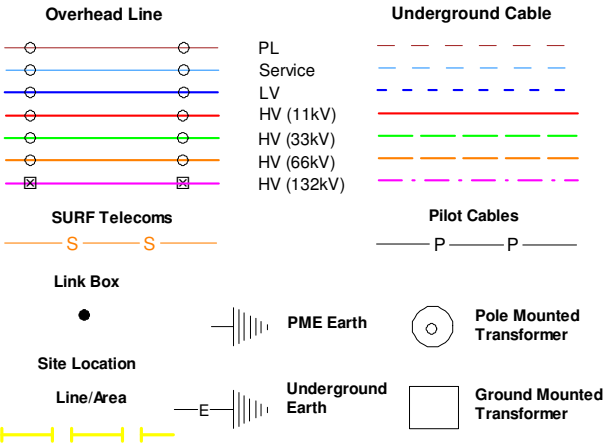 Overhead Line
Underground Cable
PL
Service
LV
HV (11kV)
HV (33kV)
HV (66kV)
HV (132kV)
SURF Telecoms
Pilot Cables
S S
P P
Link Box
PME Earth
Pole Mounted
Transformer
Site Location
Line/Area
E
Underground
Earth
Ground Mounted
Transformer